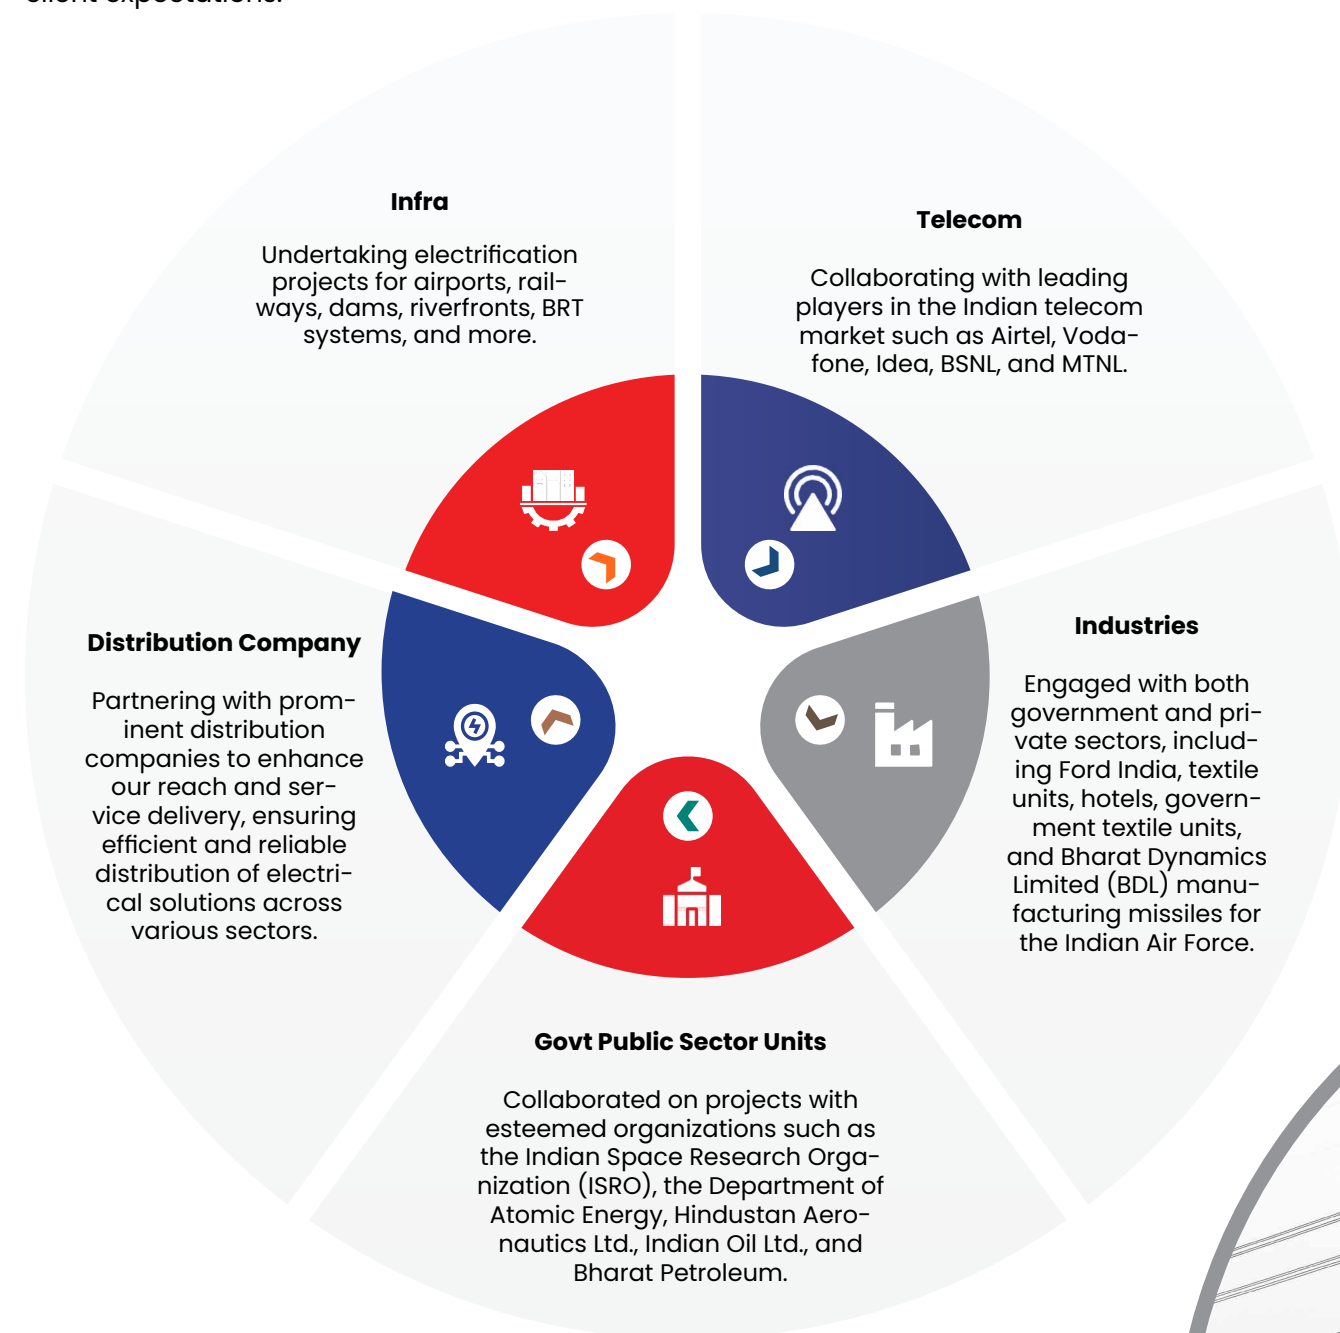 client expectations.
Infra
Undertaking electrification
projects for airports, rail-
ways, dams, riverfronts, BRT
systems, and more.
Telecom
Collaborating with leading
players in the Indian telecom
market such as Airtel, Voda-
fone, Idea, BSNL, and MTNL.
Industries
Engaged with both
government and pri-
vate sectors, includ-
ing Ford India, textile
units, hotels, govern-
ment textile units,
and Bharat Dynamics
Limited (BDL) manu-
facturing missiles for
the Indian Air Force.
Distribution Company
Partnering with prom-
inent distribution
companies to enhance
our reach and ser-
vice delivery, ensuring
efficient and reliable
distribution of electri-
cal solutions across
various sectors.
Govt Public Sector Units
Collaborated on projects with
esteemed organizations such as
the Indian Space Research Orga-
nization (ISRO), the Department of
Atomic Energy, Hindustan Aero-
nautics Ltd., Indian Oil Ltd., and
Bharat Petroleum.